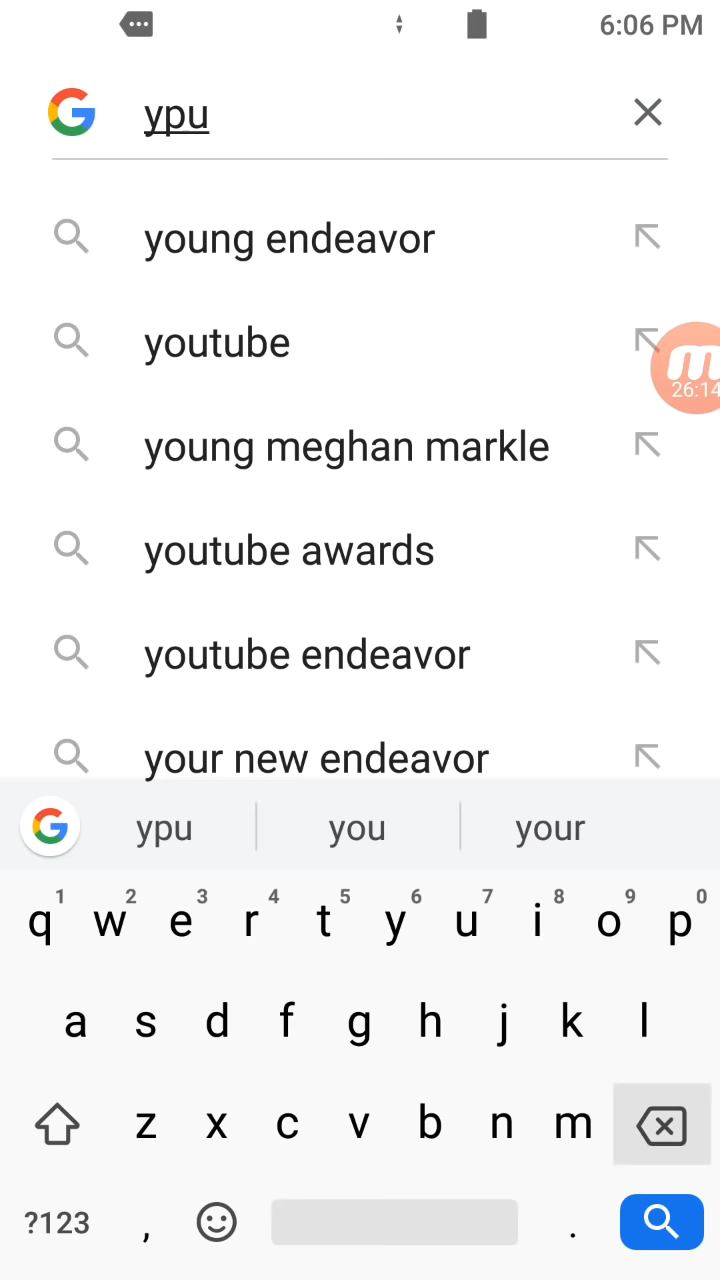 6:06 PM
ypu
young endeavor
youtube
26:14
young meghan markle
youtube awards
youtube endeavor
your new endeavor
ypu you your
1 2 3 4 5 6 7 8 9 0
q w e r t y u i o p
a s d f g h j k l
z x c v b n m
?123 , .